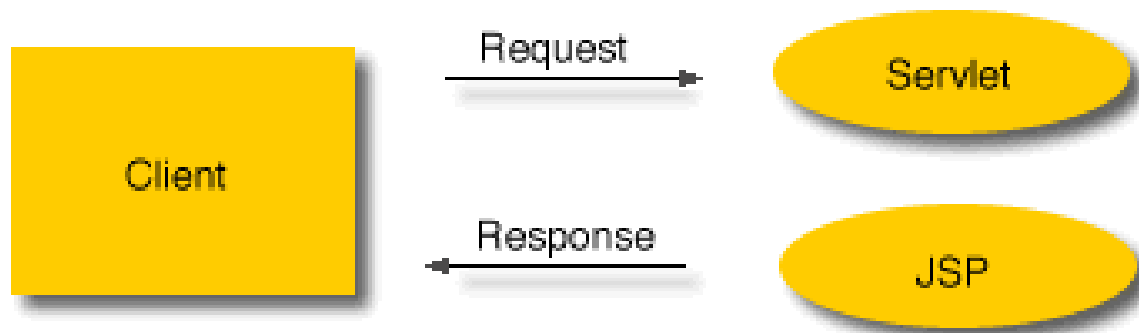 Request
Servlet
Client
Response
JSP